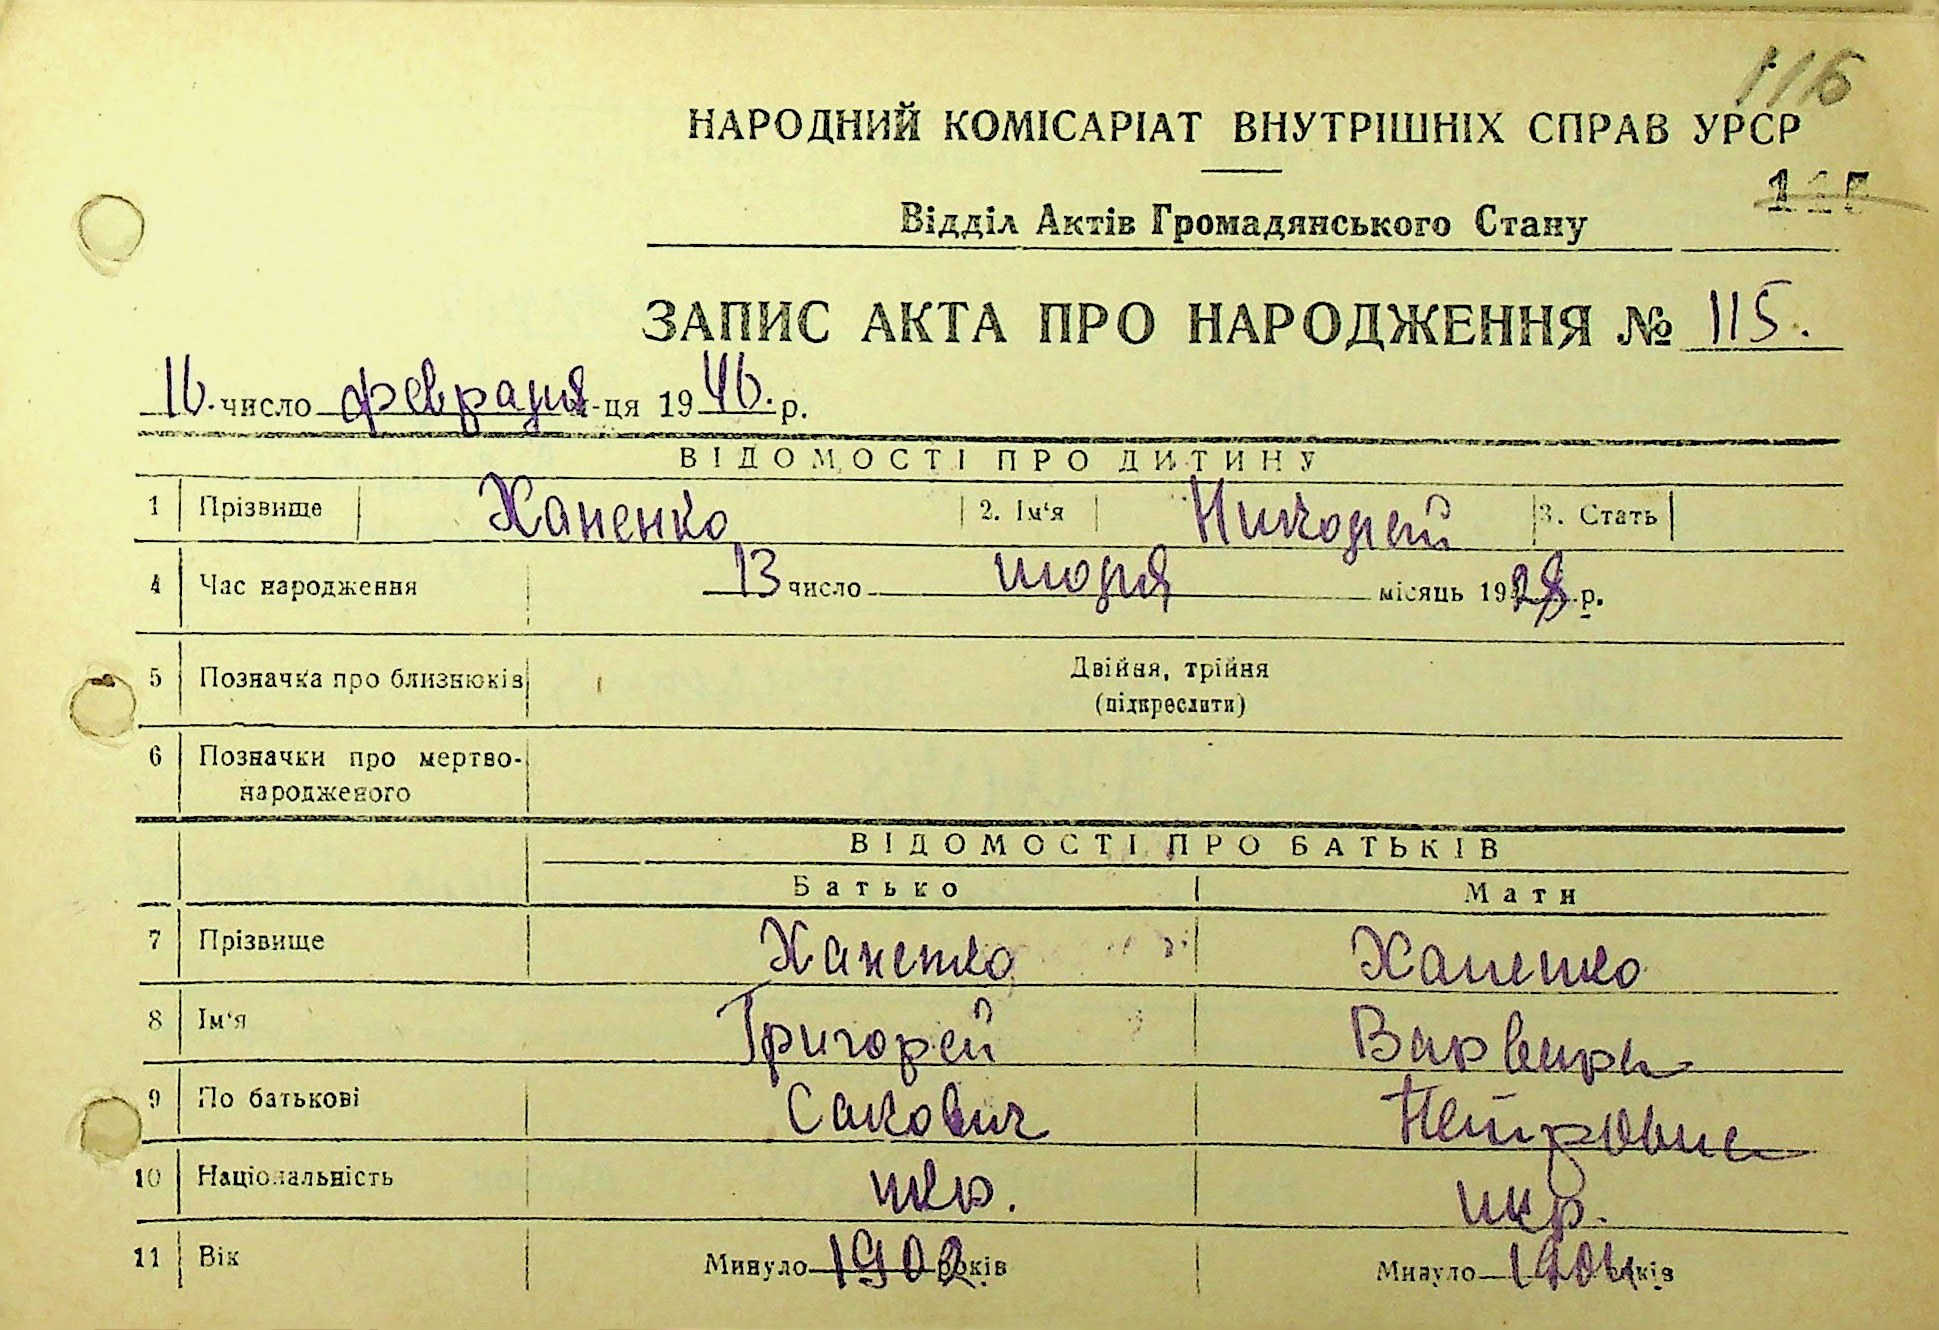 116
НАРОДНИЙ КОМІСАРІАТ ВНУТРІШНІХ СПРАВ УРСР
Відділ Актів Громадянського Стану
ЗАПИС АКТА ПРО НАРОДЖЕННЯ № 115.
16. число февраля м-ця 1946. р.
ВІДОМОСТІ ПРО ДИТИНУ
1 Прізвище Ханенко 2. Ім'я Николай 3. Стать
4 Час народження 13 число июля місяць 1928 р.
5 Позначка про близнюків Двійня, трійня
(підкреслити)
6 Позначки про мертво-
народженого
ВІДОМОСТІ ПРО БАТЬКІВ
Батько Мати
7 Прізвище Ханенко Ханенко
8 Ім'я Григорей Варвара
9 По батькові Сакович Петровна
10 Національність укр. укр.
11 Вік Минуло 1902 років Минуло 1904 років